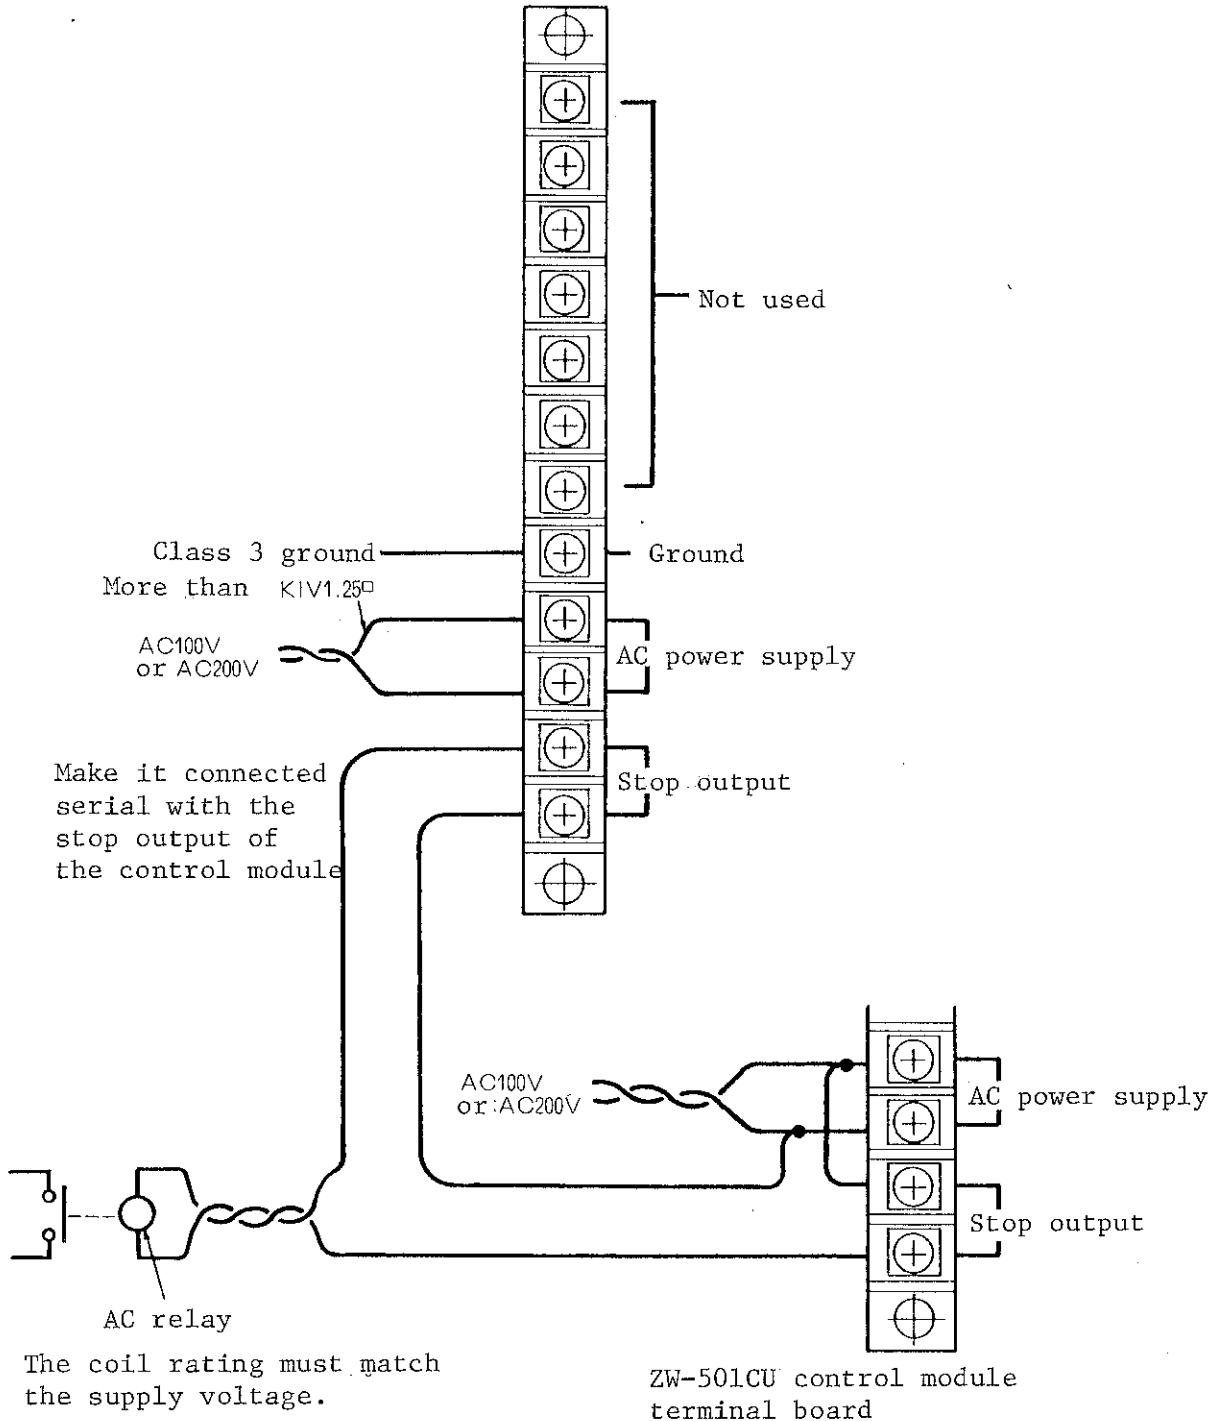 Not used
Class 3 ground
Ground
More than KIV1.25□
AC100V
or AC200V
AC power supply
Make it connected
serial with the
stop output of
the control module
Stop output
AC100V
or AC200V
AC power supply
Stop output
AC relay
The coil rating must match
the supply voltage.
ZW-501CU control module
terminal board